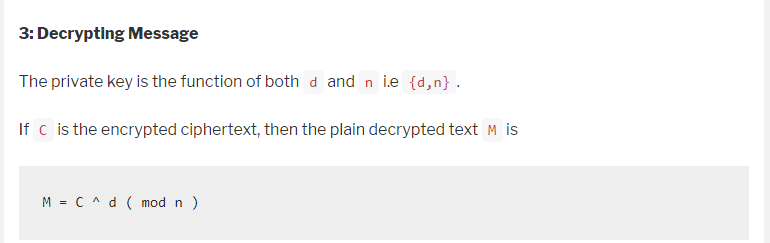 3: Decrypting Message
The private key is the function of both d and n i.e {d,n} .
If C is the encrypted ciphertext, then the plain decrypted text M is
M = C ^ d ( mod n )